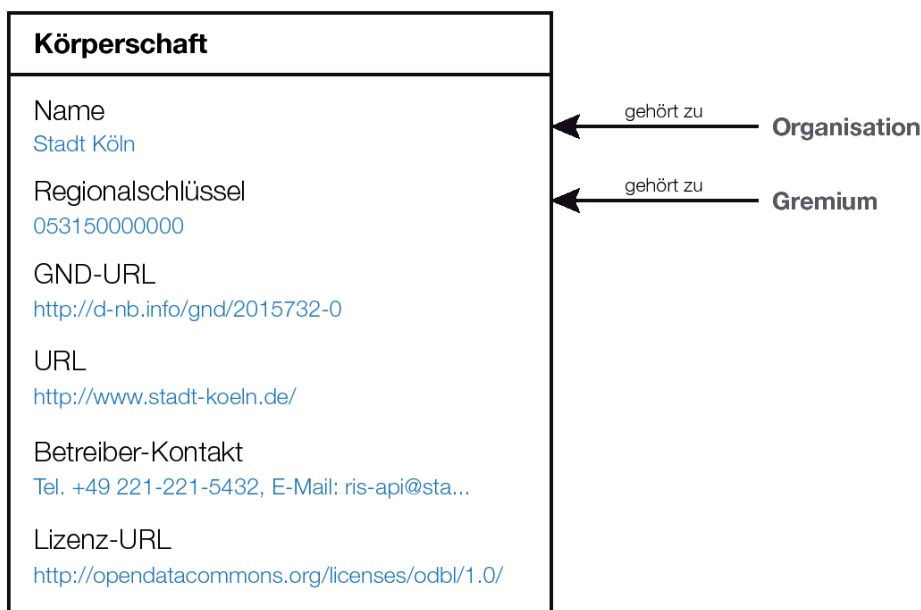 Körperschaft
Name
Stadt Köln
gehört zu
Organisation
Regionalschlüssel
053150000000
gehört zu
Gremium
GND-URL
http://d-nb.info/gnd/2015732-0
URL
http://www.stadt-koeln.de/
Betreiber-Kontakt
Tel. +49 221-221-5432, E-Mail: ris-api@sta...
Lizenz-URL
http://opendatacommons.org/licenses/odbl/1.0/